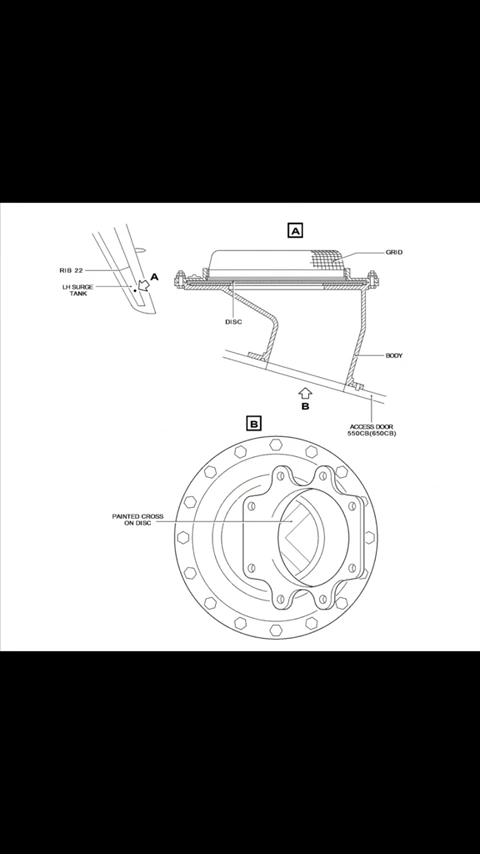 A
GRID
RIB 22
A
LH SURGE
TANK
DISC
BODY
B
ACCESS DOOR
550CB(650CB)
B
PAINTED CROSS
ON DISC